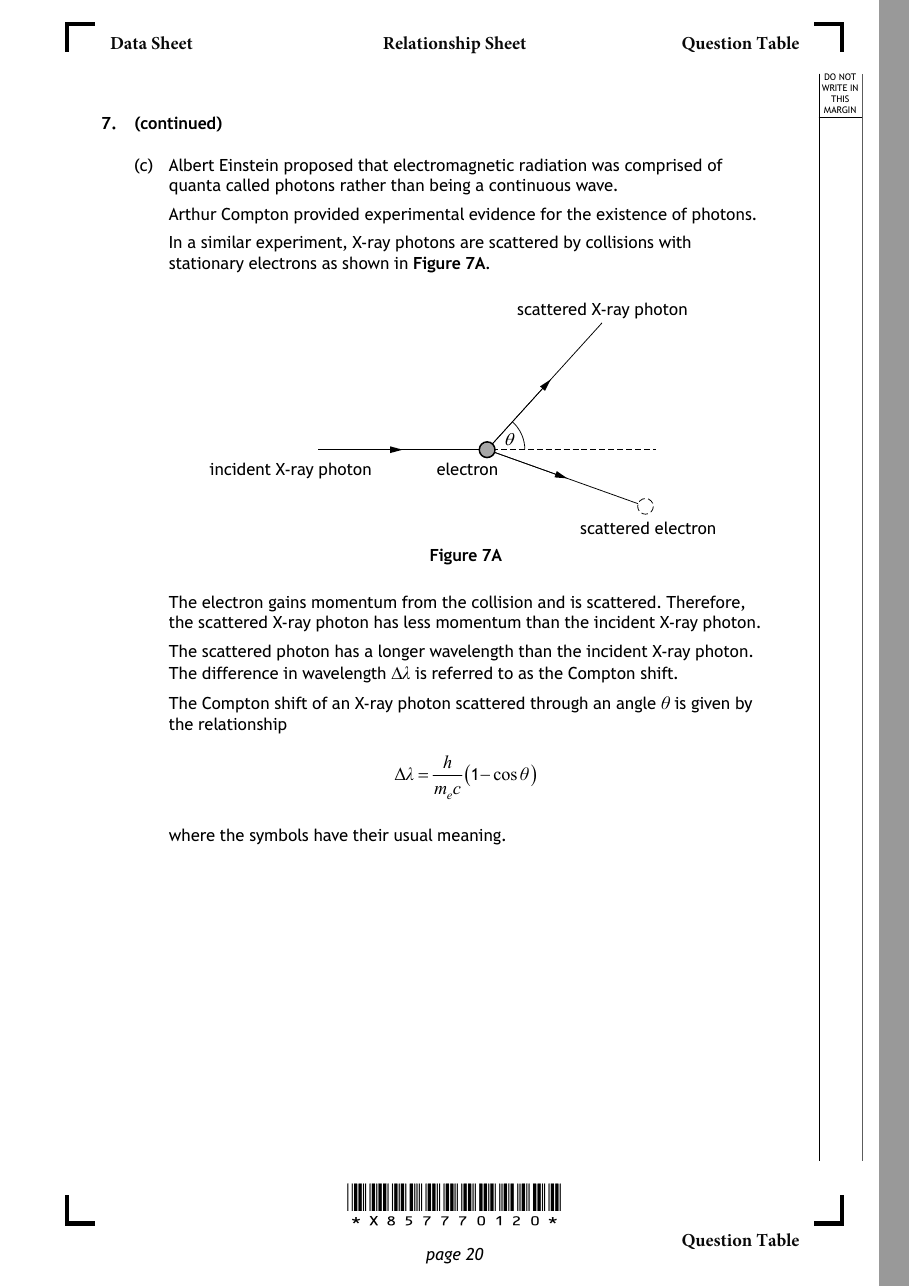 Data Sheet Relationship Sheet Question Table
DO NOT
WRITE IN
THIS
MARGIN
7. (continued)
(c) Albert Einstein proposed that electromagnetic radiation was comprised of
quanta called photons rather than being a continuous wave.
Arthur Compton provided experimental evidence for the existence of photons.
In a similar experiment, X-ray photons are scattered by collisions with
stationary electrons as shown in Figure 7A.
scattered X-ray photon
θ
incident X-ray photon electron
scattered electron
Figure 7A
The electron gains momentum from the collision and is scattered. Therefore,
the scattered X-ray photon has less momentum than the incident X-ray photon.
The scattered photon has a longer wavelength than the incident X-ray photon.
The difference in wavelength Δλ is referred to as the Compton shift.
The Compton shift of an X-ray photon scattered through an angle θ is given by
the relationship
Δλ = h/(mₑc) (1 − cos θ)
where the symbols have their usual meaning.
* X 8 5 7 7 7 0 1 2 0 *
page 20
Question Table